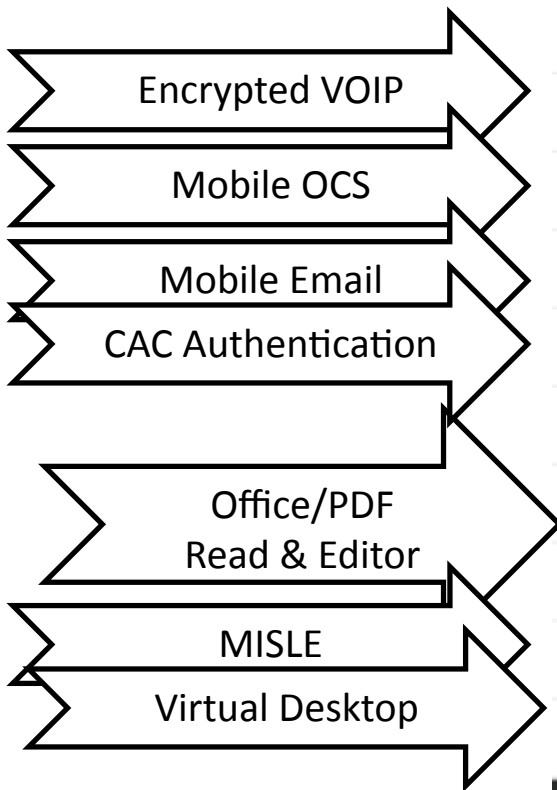 Encrypted VOIP
Mobile OCS
Mobile Email
CAC Authentication
Office/PDF
Read & Editor
MISLE
Virtual Desktop